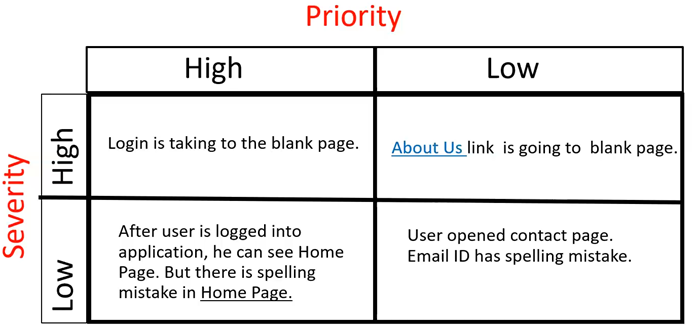 Priority
High
Low
Severity
High
Login is taking to the blank page.
About Us link is going to blank page.
Low
After user is logged into
application, he can see Home
Page. But there is spelling
mistake in Home Page.
User opened contact page.
Email ID has spelling mistake.